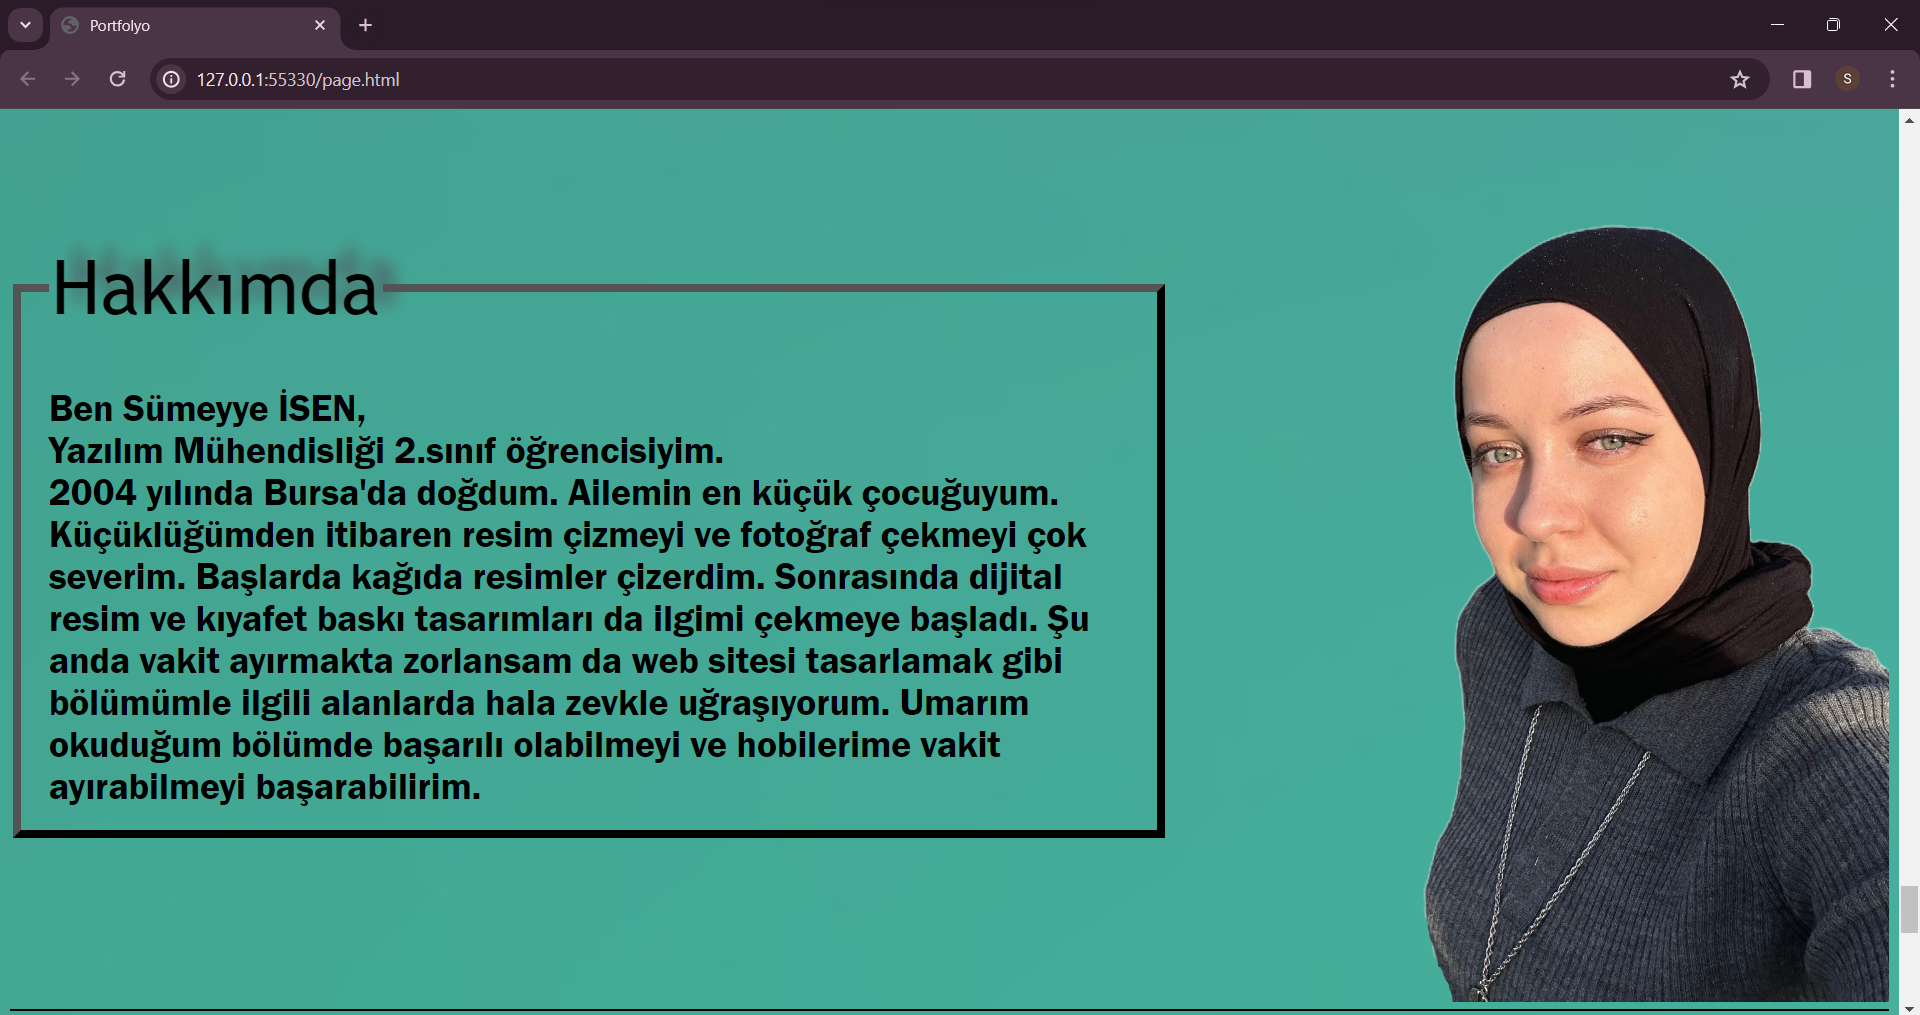 Portfolyo
127.0.0.1:55330/page.html
S
Hakkımda
Ben Sümeyye İSEN,
Yazılım Mühendisliği 2.sınıf öğrencisiyim.
2004 yılında Bursa'da doğdum. Ailemin en küçük çocuğuyum.
Küçüklüğümden itibaren resim çizmeyi ve fotoğraf çekmeyi çok
severim. Başlarda kağıda resimler çizerdim. Sonrasında dijital
resim ve kıyafet baskı tasarımları da ilgimi çekmeye başladı. Şu
anda vakit ayırmakta zorlansam da web sitesi tasarlamak gibi
bölümümle ilgili alanlarda hala zevkle uğraşıyorum. Umarım
okuduğum bölümde başarılı olabilmeyi ve hobilerime vakit
ayırabilmeyi başarabilirim.